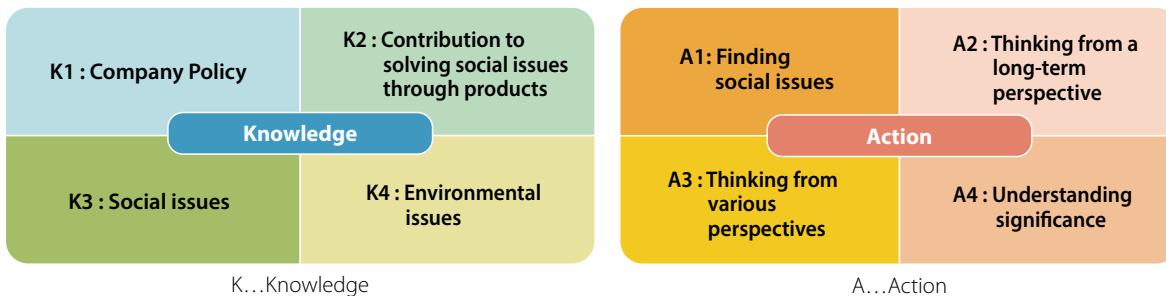 K1 : Company Policy
K2 : Contribution to
solving social issues
through products
Knowledge
K3 : Social issues
K4 : Environmental
issues
K…Knowledge
A1 : Finding
social issues
A2 : Thinking from a
long-term
perspective
Action
A3 : Thinking from
various
perspectives
A4 : Understanding
significance
A…Action